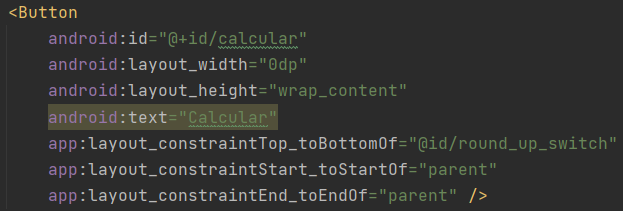 <Button
android:id="@+id/calcular"
android:layout_width="0dp"
android:layout_height="wrap_content"
android:text="Calcular"
app:layout_constraintTop_toBottomOf="@id/round_up_switch"
app:layout_constraintStart_toStartOf="parent"
app:layout_constraintEnd_toEndOf="parent" />